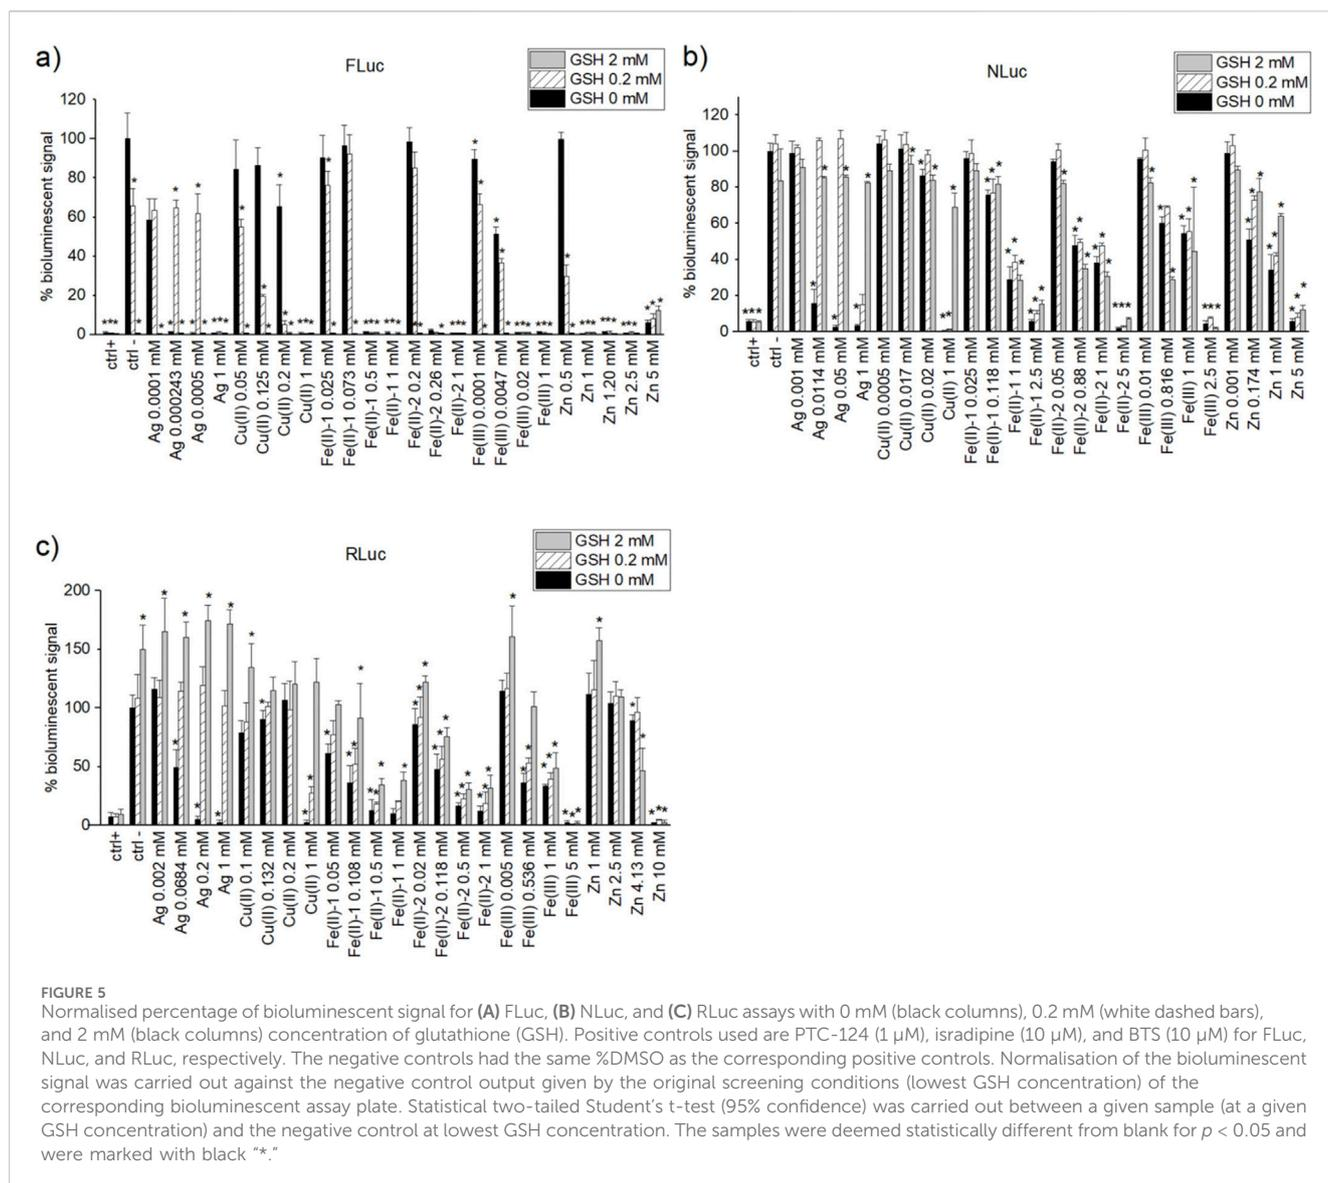 a)
FLuc
GSH 2 mM
GSH 0.2 mM
GSH 0 mM
% bioluminescent signal
120
100
80
60
40
20
0
ctrl+
ctrl -
Ag 0.0001 mM
Ag 0.000243 mM
Ag 0.0005 mM
Ag 1 mM
Cu(II) 0.05 mM
Cu(II) 0.125 mM
Cu(II) 0.2 mM
Cu(II) 1 mM
Fe(II)-1 0.025 mM
Fe(II)-1 0.073 mM
Fe(II)-1 0.5 mM
Fe(II)-1 1 mM
Fe(II)-2 0.2 mM
Fe(II)-2 0.26 mM
Fe(II)-2 1 mM
Fe(III) 0.0001 mM
Fe(III) 0.0047 mM
Fe(III) 0.02 mM
Fe(III) 1 mM
Zn 0.5 mM
Zn 1 mM
Zn 1.20 mM
Zn 2.5 mM
Zn 5 mM
b)
NLuc
GSH 2 mM
GSH 0.2 mM
GSH 0 mM
% bioluminescent signal
120
100
80
60
40
20
0
ctrl+
ctrl -
Ag 0.001 mM
Ag 0.0114 mM
Ag 0.05 mM
Ag 1 mM
Cu(II) 0.0005 mM
Cu(II) 0.017 mM
Cu(II) 0.02 mM
Cu(II) 1 mM
Fe(II)-1 0.025 mM
Fe(II)-1 0.118 mM
Fe(II)-1 1 mM
Fe(II)-1 2.5 mM
Fe(II)-2 0.05 mM
Fe(II)-2 0.88 mM
Fe(II)-2 1 mM
Fe(II)-2 5 mM
Fe(III) 0.01 mM
Fe(III) 0.816 mM
Fe(III) 1 mM
Fe(III) 2.5 mM
Zn 0.001 mM
Zn 0.174 mM
Zn 1 mM
Zn 5 mM
c)
RLuc
GSH 2 mM
GSH 0.2 mM
GSH 0 mM
% bioluminescent signal
200
150
100
50
0
ctrl+
ctrl -
Ag 0.002 mM
Ag 0.0684 mM
Ag 0.2 mM
Ag 1 mM
Cu(II) 0.1 mM
Cu(II) 0.132 mM
Cu(II) 0.2 mM
Cu(II) 1 mM
Fe(II)-1 0.05 mM
Fe(II)-1 0.108 mM
Fe(II)-1 0.5 mM
Fe(II)-1 1 mM
Fe(II)-2 0.02 mM
Fe(II)-2 0.118 mM
Fe(II)-2 0.5 mM
Fe(II)-2 1 mM
Fe(III) 0.005 mM
Fe(III) 0.536 mM
Fe(III) 1 mM
Fe(III) 5 mM
Zn 1 mM
Zn 2.5 mM
Zn 4.13 mM
Zn 10 mM
FIGURE 5
Normalised percentage of bioluminescent signal for (A) FLuc, (B) NLuc, and (C) RLuc assays with 0 mM (black columns), 0.2 mM (white dashed bars),
and 2 mM (black columns) concentration of glutathione (GSH). Positive controls used are PTC-124 (1 µM), isradipine (10 µM), and BTS (10 µM) for FLuc,
NLuc, and RLuc, respectively. The negative controls had the same %DMSO as the corresponding positive controls. Normalisation of the bioluminescent
signal was carried out against the negative control output given by the original screening conditions (lowest GSH concentration) of the
corresponding bioluminescent assay plate. Statistical two-tailed Student’s t-test (95% confidence) was carried out between a given sample (at a given
GSH concentration) and the negative control at lowest GSH concentration. The samples were deemed statistically different from blank for p < 0.05 and
were marked with black “*.”